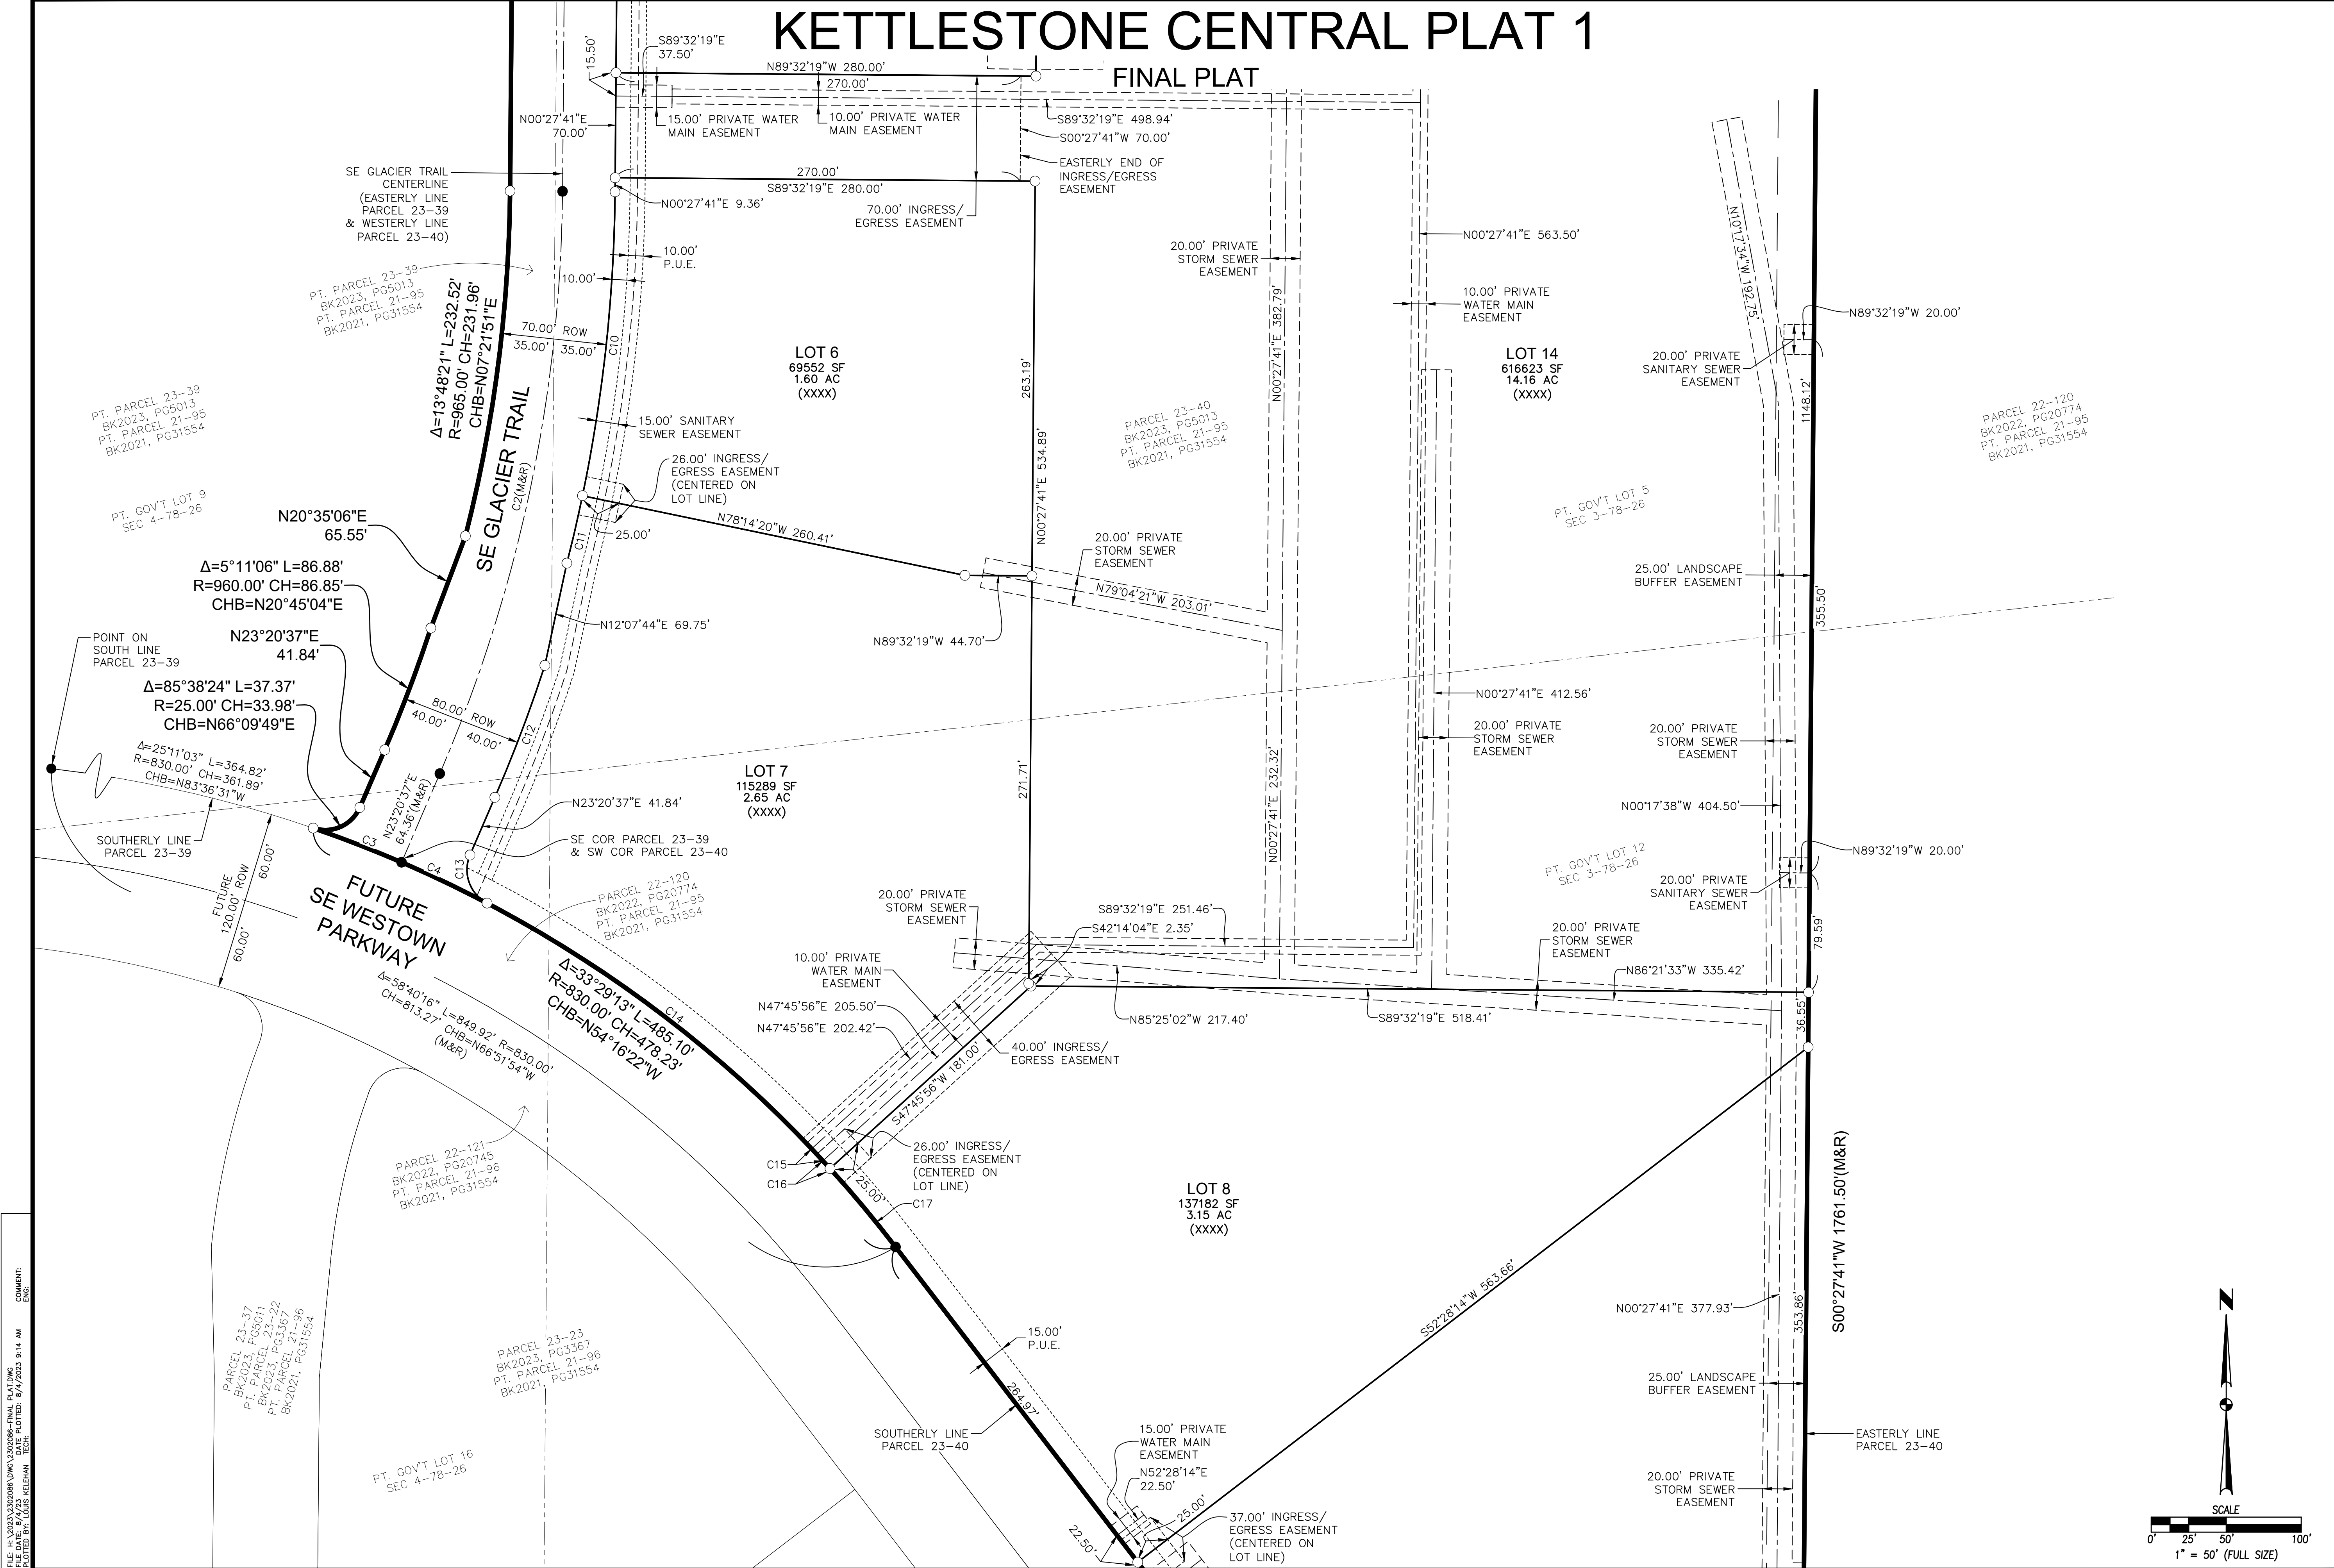 KETTLESTONE CENTRAL PLAT 1
FINAL PLAT
15.50'
S89°32'19"E
37.50'
N89°32'19"W 280.00'
270.00'
N00°27'41"E
70.00'
15.00' PRIVATE WATER
MAIN EASEMENT
10.00' PRIVATE WATER
MAIN EASEMENT
S89°32'19"E 498.94'
S00°27'41"W 70.00'
EASTERLY END OF
INGRESS/EGRESS
EASEMENT
SE GLACIER TRAIL
CENTERLINE
(EASTERLY LINE
PARCEL 23-39
& WESTERLY LINE
PARCEL 23-40)
270.00'
S89°32'19"E 280.00'
N00°27'41"E 9.36'
70.00' INGRESS/
EGRESS EASEMENT
10.00'
P.U.E.
10.00'
PT. PARCEL 23-39
BK2023, PG5013
PT. PARCEL 21-95
BK2021, PG31554
Δ=13°48'21" L=232.52'
R=965.00' CH=231.96'
CHB=N07°21'51"E
70.00' ROW
35.00' 35.00'
C10
20.00' PRIVATE
STORM SEWER
EASEMENT
N00°27'41"E 382.79'
N00°27'41"E 563.50'
10.00' PRIVATE
WATER MAIN
EASEMENT
N10°17'34"W 192.75'
N89°32'19"W 20.00'
20.00' PRIVATE
SANITARY SEWER
EASEMENT
1148.12'
LOT 6
69552 SF
1.60 AC
(XXXX)
263.19'
LOT 14
616623 SF
14.16 AC
(XXXX)
PT. PARCEL 23-39
BK2023, PG5013
PT. PARCEL 21-95
BK2021, PG31554
PT. GOV'T LOT 9
SEC 4-78-26
SE GLACIER TRAIL
C2(M&R)
15.00' SANITARY
SEWER EASEMENT
26.00' INGRESS/
EGRESS EASEMENT
(CENTERED ON
LOT LINE)
25.00'
C11
N78°14'20"W 260.41'
N00°27'41"E 534.89'
PARCEL 23-40
BK2023, PG5013
PT. PARCEL 21-95
BK2021, PG31554
PARCEL 22-120
BK2022, PG20774
PT. PARCEL 21-95
BK2021, PG31554
PT. GOV'T LOT 5
SEC 3-78-26
N20°35'06"E
65.55'
Δ=5°11'06" L=86.88'
R=960.00' CH=86.85'
CHB=N20°45'04"E
N23°20'37"E
41.84'
Δ=85°38'24" L=37.37'
R=25.00' CH=33.98'
CHB=N66°09'49"E
POINT ON
SOUTH LINE
PARCEL 23-39
N12°07'44"E 69.75'
20.00' PRIVATE
STORM SEWER
EASEMENT
N79°04'21"W 203.01'
N89°32'19"W 44.70'
25.00' LANDSCAPE
BUFFER EASEMENT
355.50'
N00°27'41"E 412.56'
20.00' PRIVATE
STORM SEWER
EASEMENT
20.00' PRIVATE
STORM SEWER
EASEMENT
80.00' ROW
40.00'
40.00'
C12
Δ=25°11'03" L=364.82'
R=830.00' CH=361.89'
CHB=N83°36'31"W
SOUTHERLY LINE
PARCEL 23-39
N23°20'37"E
64.36'(M&R)
LOT 7
115289 SF
2.65 AC
(XXXX)
271.71'
N00°27'41"E 232.32'
N00°17'38"W 404.50'
N23°20'37"E 41.84'
SE COR PARCEL 23-39
& SW COR PARCEL 23-40
C3
C4
C13
FUTURE
120.00' ROW
60.00'
60.00'
FUTURE
SE WESTOWN
PARKWAY
PARCEL 22-120
BK2022, PG20774
PT. PARCEL 21-95
BK2021, PG31554
PT. GOV'T LOT 12
SEC 3-78-26
N89°32'19"W 20.00'
20.00' PRIVATE
SANITARY SEWER
EASEMENT
20.00' PRIVATE
STORM SEWER
EASEMENT
S89°32'19"E 251.46'
S42°14'04"E 2.35'
20.00' PRIVATE
STORM SEWER
EASEMENT
79.59'
N86°21'33"W 335.42'
Δ=58°40'16" L=849.92' R=830.00'
CH=813.27' CHB=N66°51'54"W
(M&R)
Δ=33°29'13" L=485.10'
R=830.00' CH=478.23'
CHB=N54°16'22"W
C14
10.00' PRIVATE
WATER MAIN
EASEMENT
N47°45'56"E 205.50'
N47°45'56"E 202.42'
N85°25'02"W 217.40'
S89°32'19"E 518.41'
36.55'
40.00' INGRESS/
EGRESS EASEMENT
S47°45'56"W 181.00'
26.00' INGRESS/
EGRESS EASEMENT
(CENTERED ON
LOT LINE)
C15
C16
25.00'
C17
PARCEL 22-121
BK2022, PG20745
PT. PARCEL 21-96
BK2021, PG31554
LOT 8
137182 SF
3.15 AC
(XXXX)
S00°27'41"W 1761.50'(M&R)
S52°28'14"W 563.66'
N00°27'41"E 377.93'
353.86'
PARCEL 23-37
BK2023, PG5011
PT. PARCEL 23-22
BK2023, PG3367
PT. PARCEL 21-96
BK2021, PG31554
PARCEL 23-23
BK2023, PG3367
PT. PARCEL 21-96
BK2021, PG31554
15.00'
P.U.E.
264.97'
25.00' LANDSCAPE
BUFFER EASEMENT
SOUTHERLY LINE
PARCEL 23-40
15.00' PRIVATE
WATER MAIN
EASEMENT
N52°28'14"E
22.50'
25.00'
22.50'
37.00' INGRESS/
EGRESS EASEMENT
(CENTERED ON
LOT LINE)
EASTERLY LINE
PARCEL 23-40
20.00' PRIVATE
STORM SEWER
EASEMENT
PT. GOV'T LOT 16
SEC 4-78-26
N
SCALE
0' 25' 50' 100'
1" = 50' (FULL SIZE)
FILE: H:\2023\2302086\DWG\2302086-FINAL PLAT.DWG
FILE DATE: 8/4/23 DATE PLOTTED: 8/4/2023 9:14 AM COMMENT:
PLOTTED BY: LOUIS KELEHAN TECH: ENG: